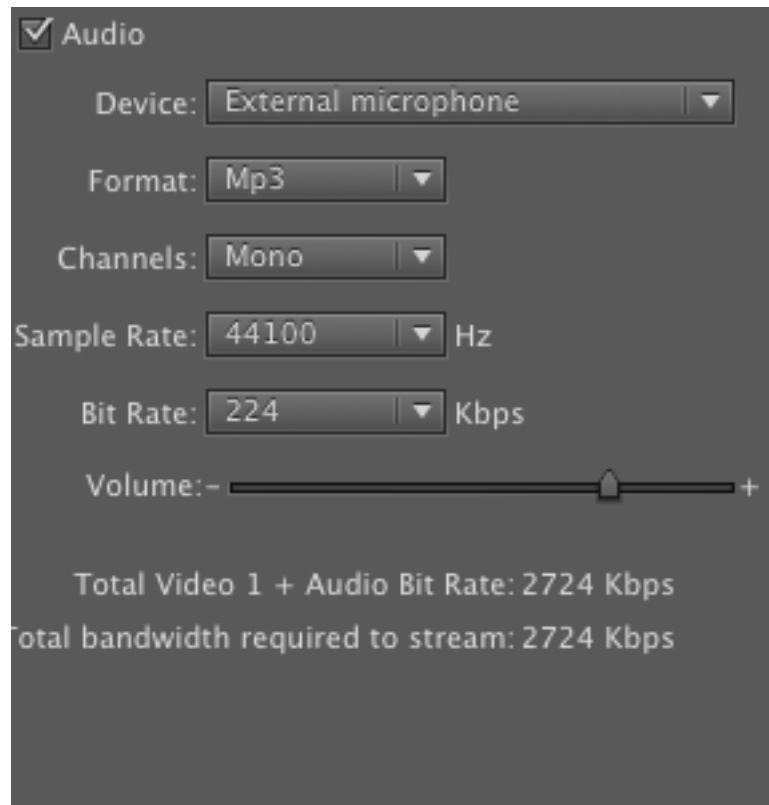 Audio
Device: External microphone
Format: Mp3
Channels: Mono
Sample Rate: 44100 Hz
Bit Rate: 224 Kbps
Volume: - +
Total Video 1 + Audio Bit Rate: 2724 Kbps
Total bandwidth required to stream: 2724 Kbps